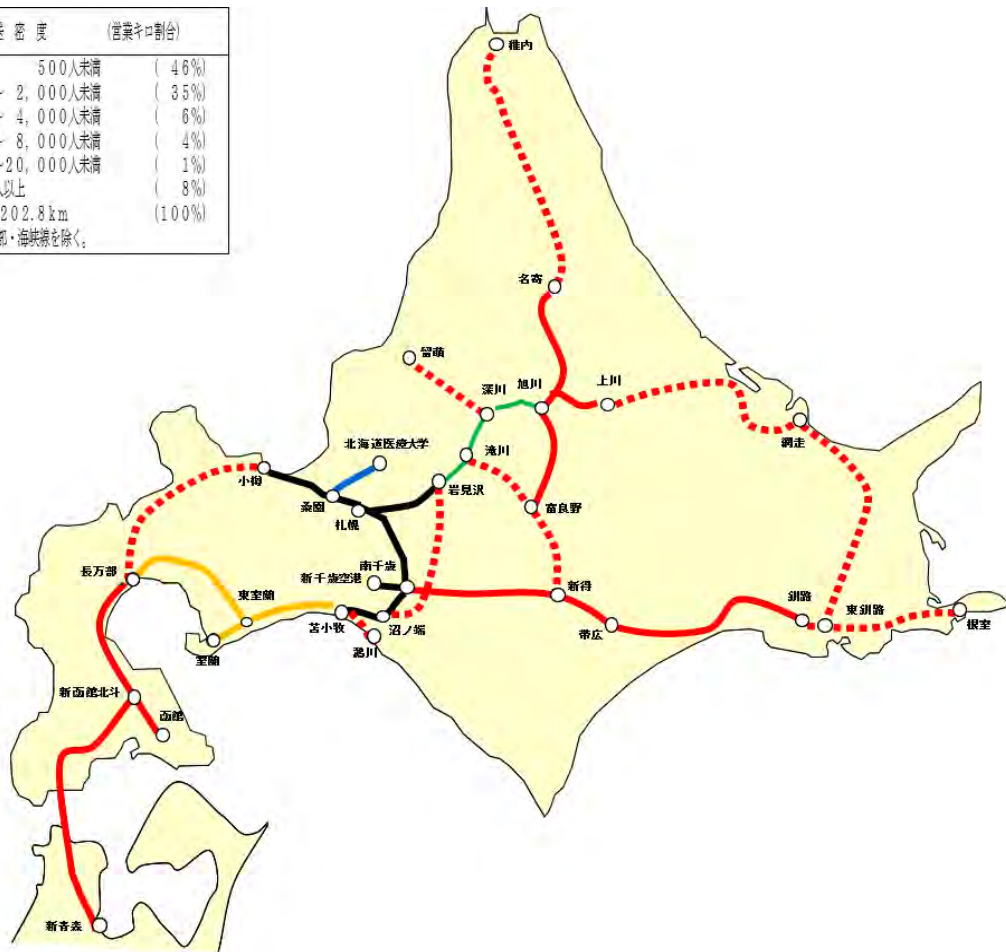 密度 (営業キロ割合)
500人未満 ( 46%)
2,000人未満 ( 35%)
4,000人未満 ( 6%)
8,000人未満 ( 4%)
~20,000人未満 ( 1%)
以上 ( 8%)
202.8km (100%)
・海峡線を除く。
稚内
名寄
留萌
深川
旭川
上川
網走
北海道医療大学
滝川
小樽
桑園
岩見沢
札幌
富良野
長万部
南千歳
新千歳空港
新得
東室蘭
釧路
東釧路
苫小牧
沼ノ端
帯広
根室
室蘭
鵡川
新函館北斗
函館
新青森